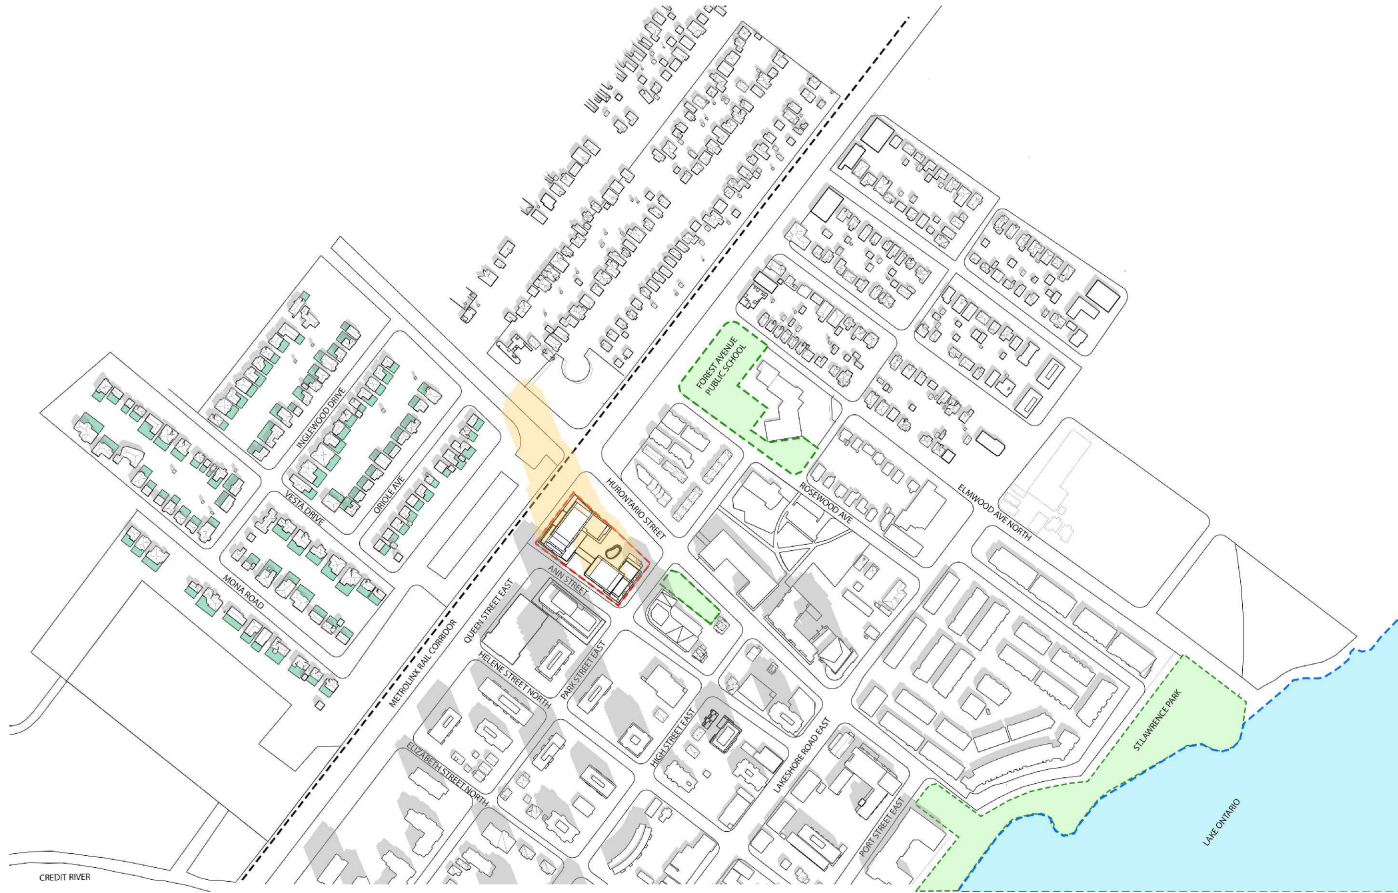 FOREST AVENUE
PUBLIC SCHOOL
INGLEWOOD DRIVE
VESTA DRIVE
ORIOLE AVE
MONA ROAD
HURONTARIO STREET
ROSEWOOD AVE
ELMWOOD AVE NORTH
ANN STREET
QUEEN STREET EAST
METROLINX RAIL CORRIDOR
HELENE STREET NORTH
PARK STREET EAST
ELIZABETH STREET NORTH
HIGH STREET EAST
LAKESHORE ROAD EAST
PORT STREET EAST
ST.LAWRENCE PARK
LAKE ONTARIO
CREDIT RIVER